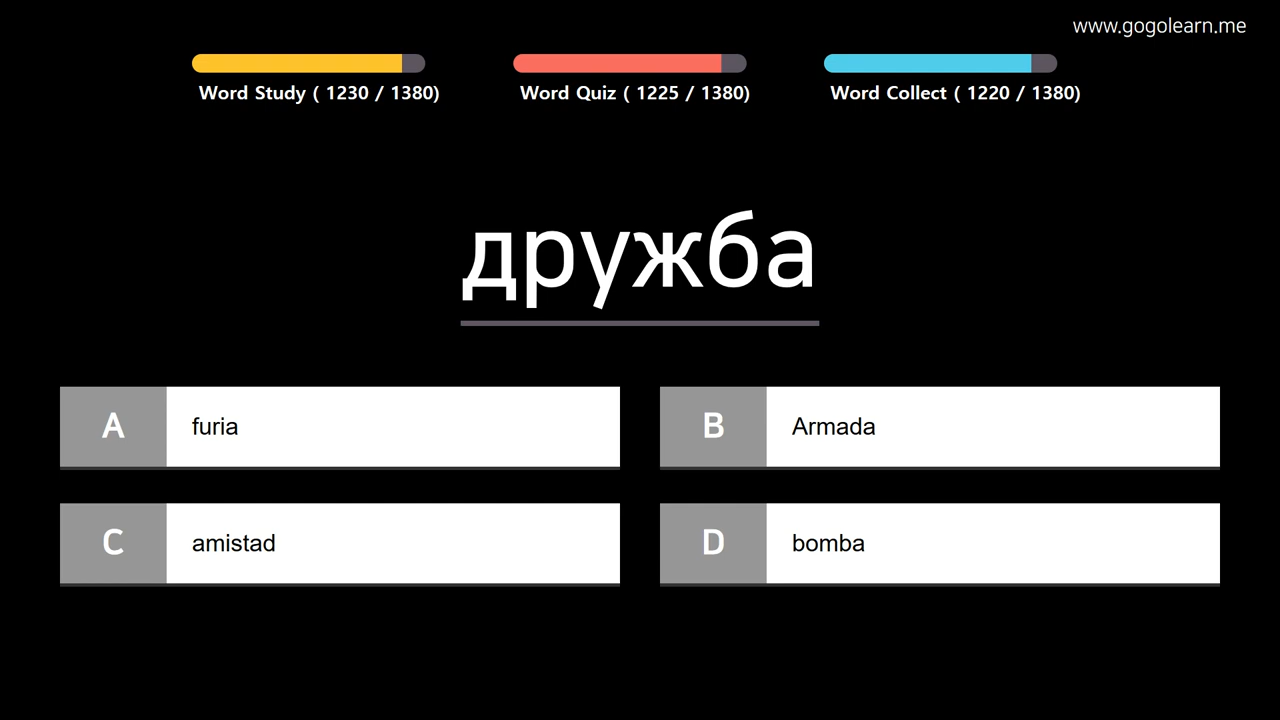 www.gogolearn.me
Word Study ( 1230 / 1380)
Word Quiz ( 1225 / 1380)
Word Collect ( 1220 / 1380)
дружба
A furia
B Armada
C amistad
D bomba